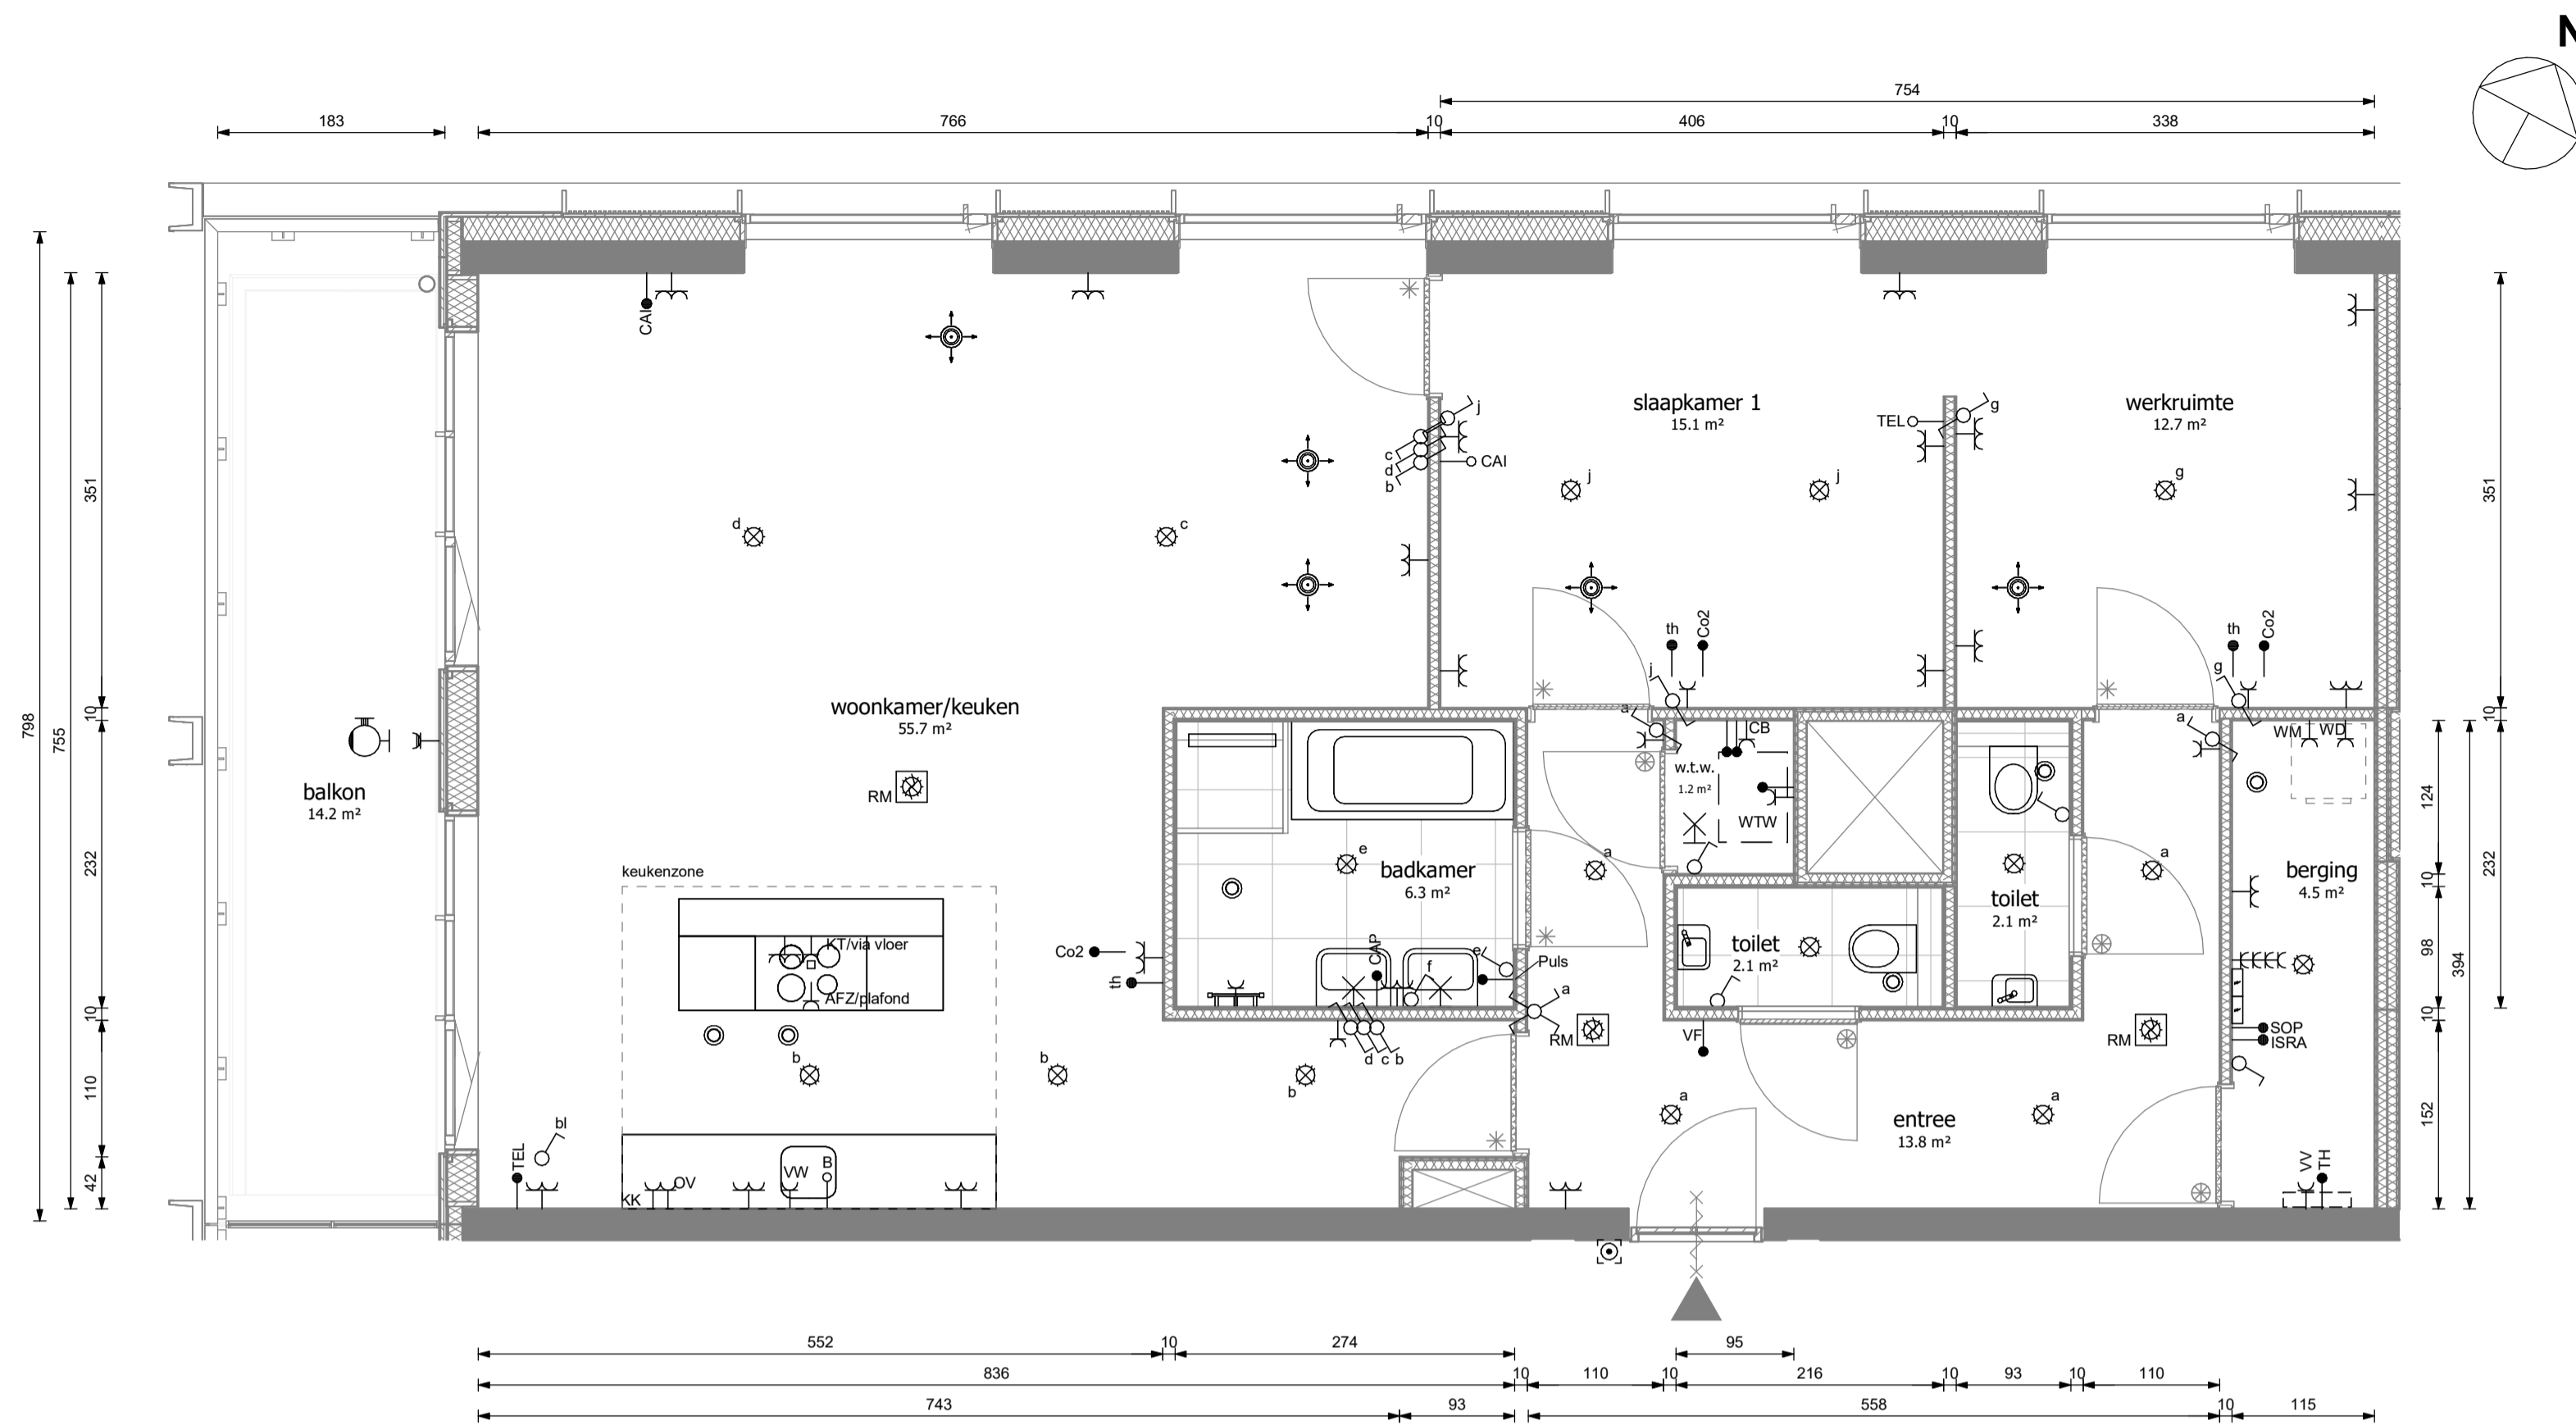 N
754
183
766
10
406
10
338
CAI
slaapkamer 1
15.1 m²
werkruimte
12.7 m²
j
c
d
b
CAI
TEL
g
j
j
g
d
c
351
351
th
Co2
th
Co2
j
g
a
a
woonkamer/keuken
55.7 m²
10
10
798
755
CB
WM
WD
w.t.w.
1.2 m²
WTW
balkon
14.2 m²
RM
124
232
232
keukenzone
e
badkamer
6.3 m²
a
a
berging
4.5 m²
toilet
2.1 m²
toilet
2.1 m²
10
98
394
KT/via vloer
AFZ/plafond
Co2
th
CAP
e
f
Puls
a
10
10
SOP
ISRA
RM
VF
RM
b
b
b
d c b
110
152
a
a
entree
13.8 m²
bl
TEL
KK
OV
VW
B
VV
TH
42
552
10
274
95
836
10
110
10
216
10
93
10
110
743
93
558
10
115